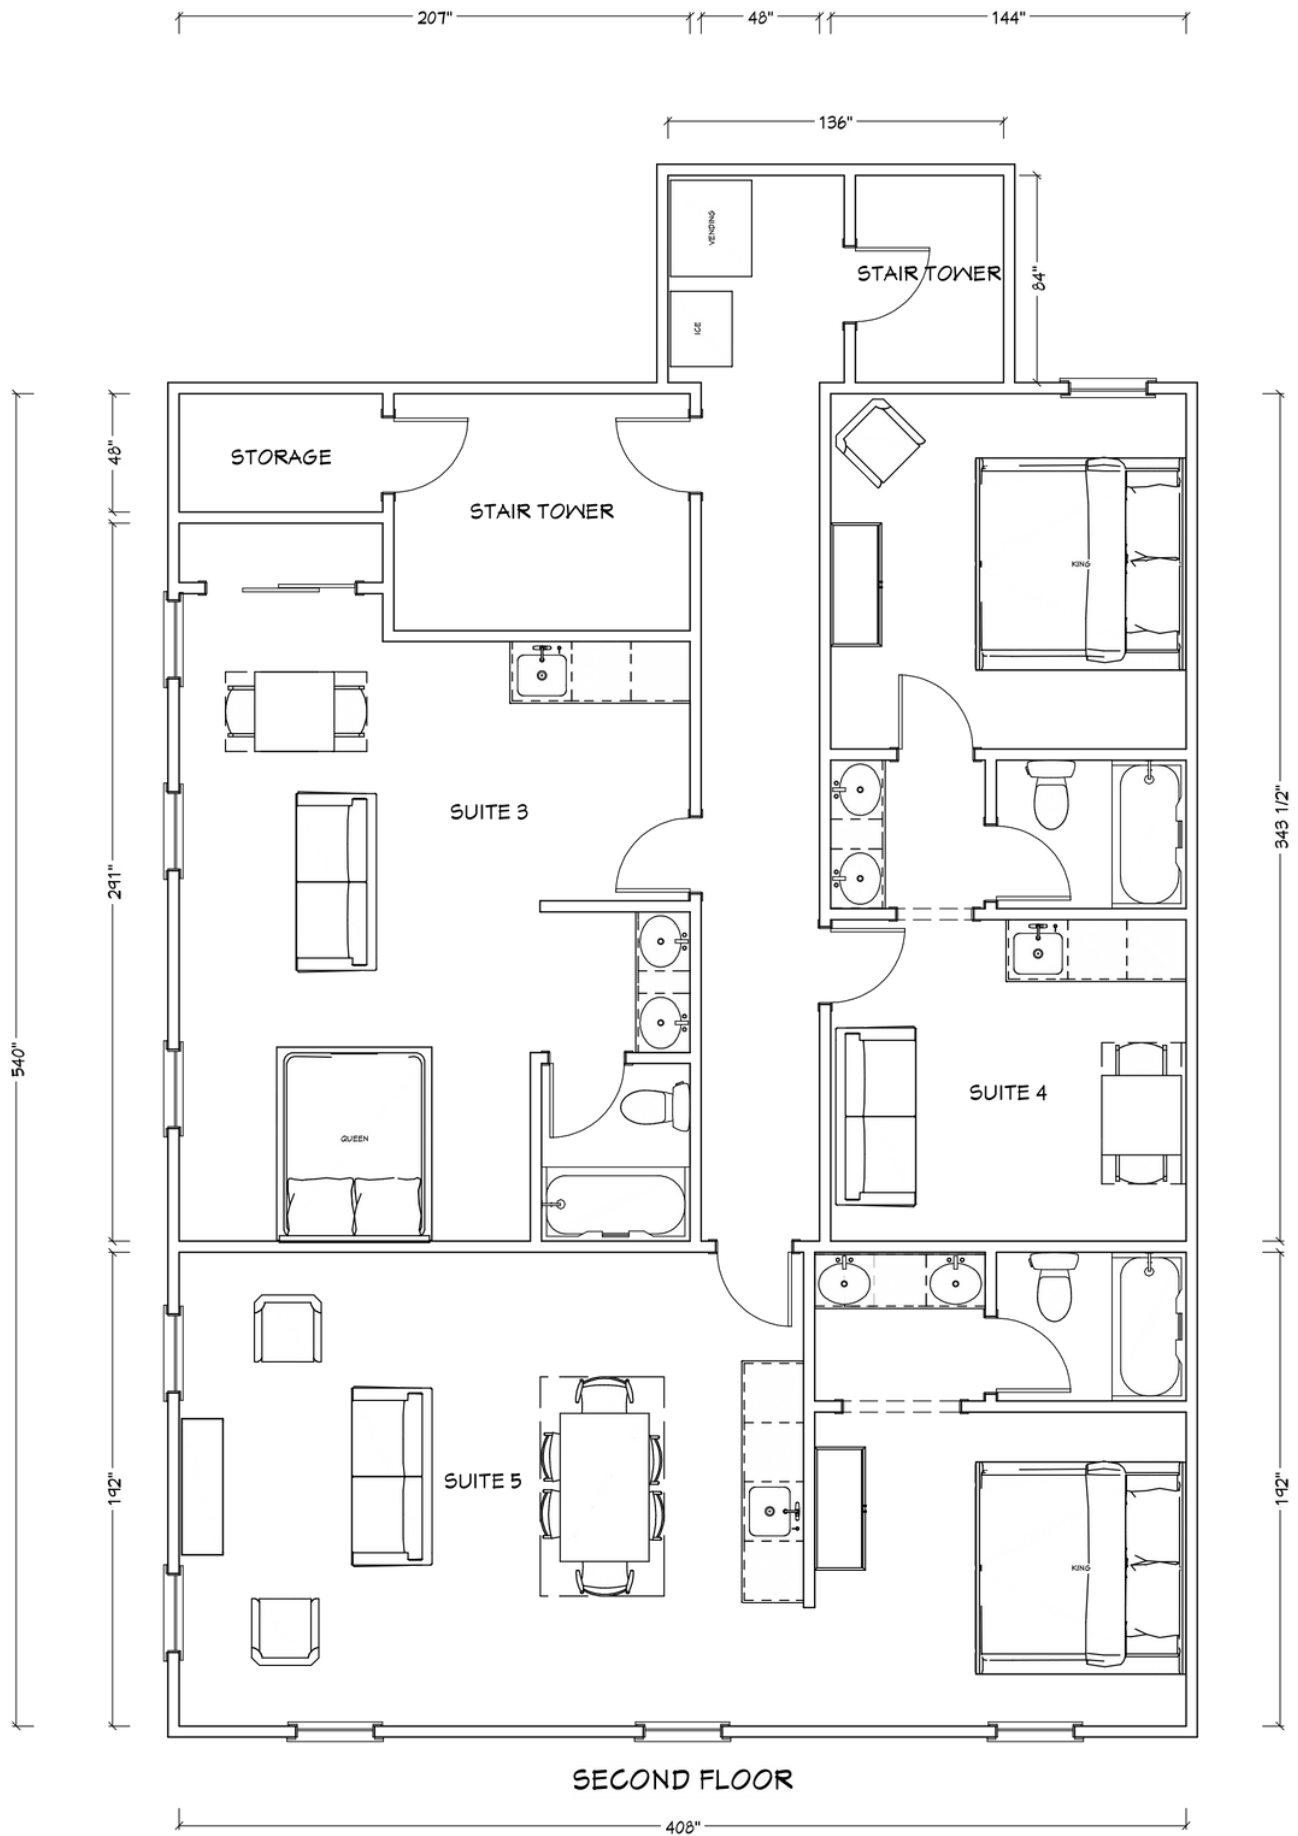 207"
48"
144"
136"
VENDING
STAIR TOWER
84"
ICE
48"
STORAGE
STAIR TOWER
KING
SUITE 3
343 1/2"
291"
540"
SUITE 4
QUEEN
SUITE 5
192"
192"
KING
SECOND FLOOR
408"